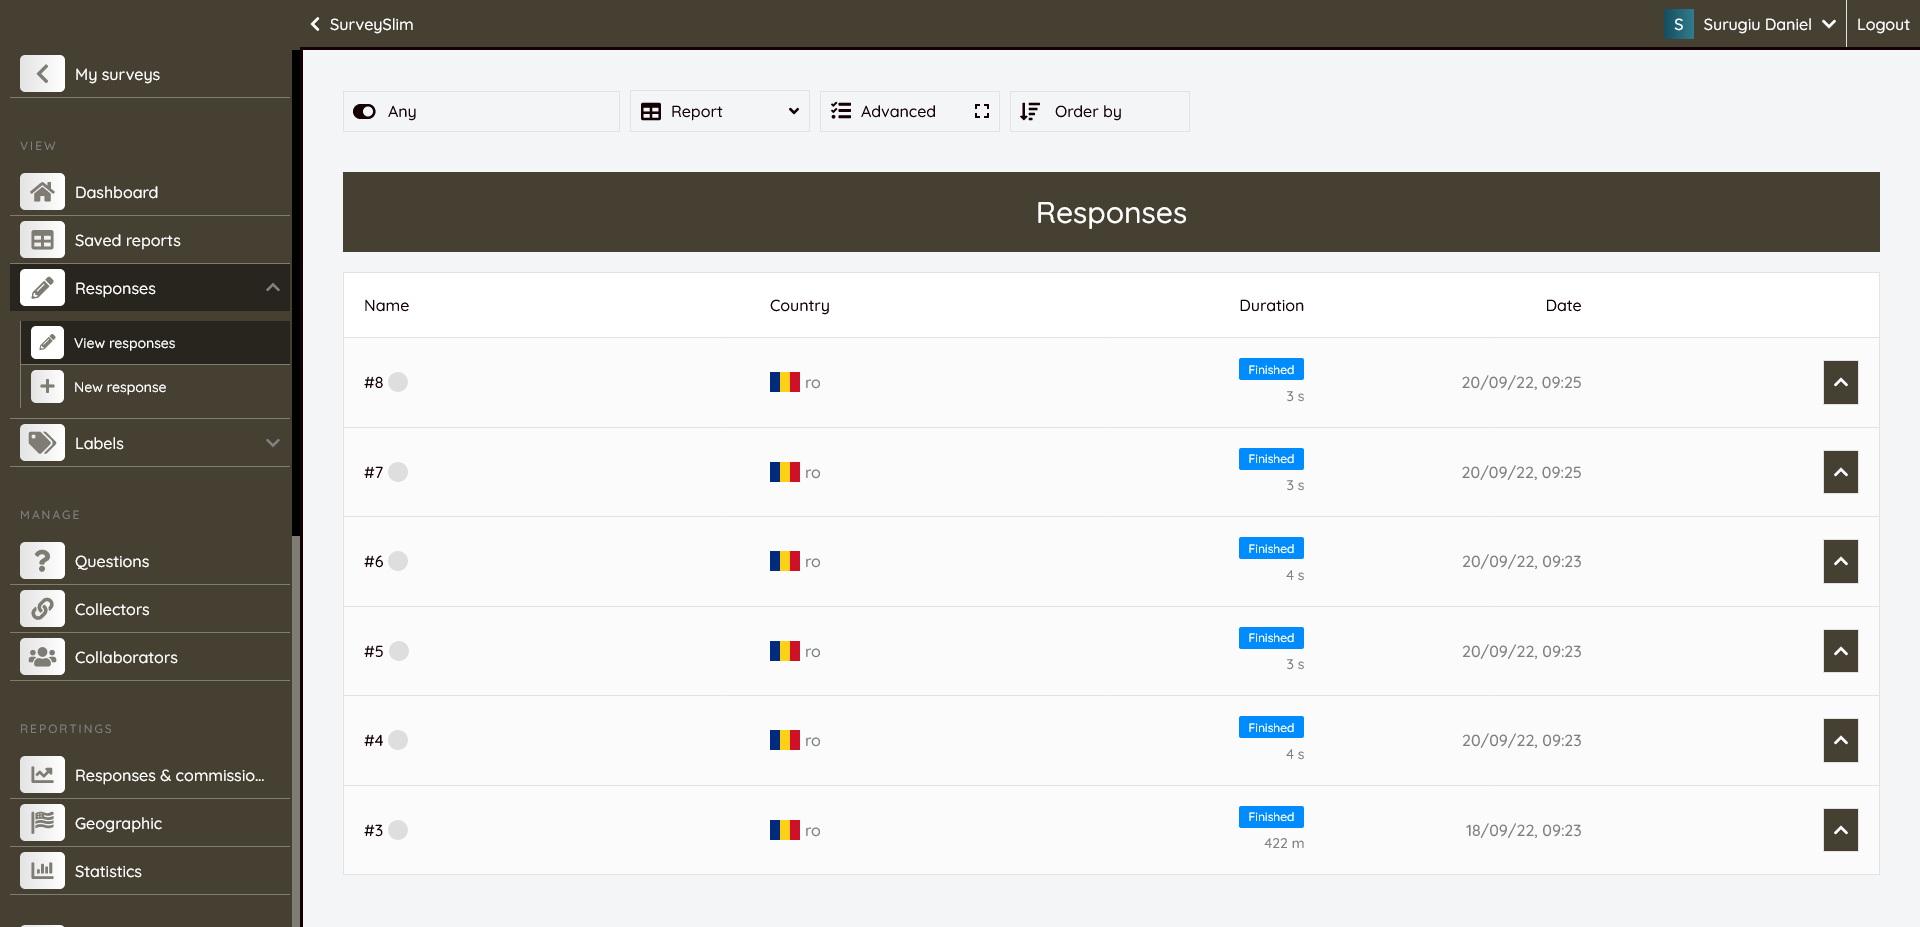 SurveySlim
S Surugiu Daniel
Logout
My surveys
VIEW
Dashboard
Saved reports
Responses
View responses
New response
Labels
MANAGE
Questions
Collectors
Collaborators
REPORTINGS
Responses & commissio...
Geographic
Statistics
Any
Report
Advanced
Order by
Responses
Name Country Duration Date
#8 ro Finished 20/09/22, 09:25
3 s
#7 ro Finished 20/09/22, 09:25
3 s
#6 ro Finished 20/09/22, 09:23
4 s
#5 ro Finished 20/09/22, 09:23
3 s
#4 ro Finished 20/09/22, 09:23
4 s
#3 ro Finished 18/09/22, 09:23
422 m